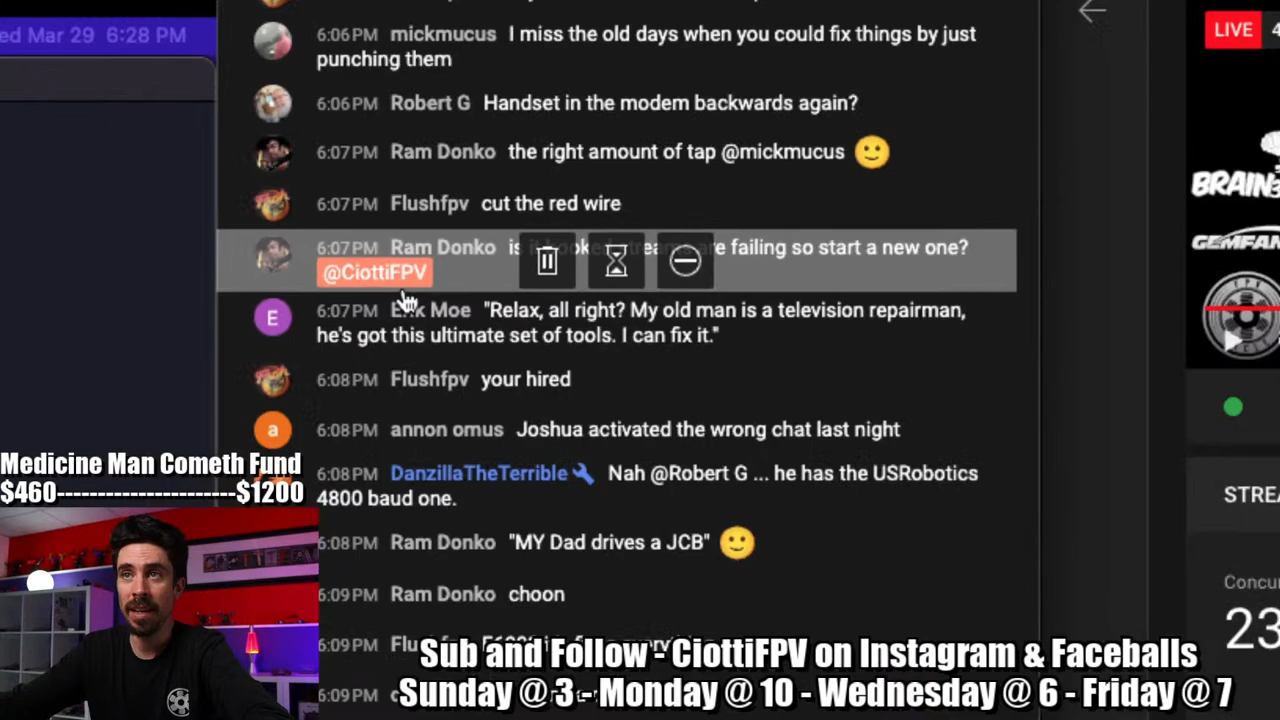 ed Mar 29 6:28 PM
6:06 PM mickmucus I miss the old days when you could fix things by just
punching them
6:06 PM Robert G Handset in the modem backwards again?
6:07 PM Ram Donko the right amount of tap @mickmucus 🙂
6:07 PM Flushfpv cut the red wire
6:07 PM Ram Donko failing so start a new one?
@CiottiFPV
E
6:07 PM Erik Moe "Relax, all right? My old man is a television repairman,
he's got this ultimate set of tools. I can fix it."
6:08 PM Flushfpv your hired
a
6:08 PM annon omus Joshua activated the wrong chat last night
6:08 PM DanzillaTheTerrible Nah @Robert G ... he has the USRobotics
4800 baud one.
6:08 PM Ram Donko "MY Dad drives a JCB" 🙂
6:09 PM Ram Donko choon
6:09 PM
6:09 PM
LIVE 4
BRAIN3
GEMFAN
STREA
Concur
23
Medicine Man Cometh Fund
$460----------------------$1200
Sub and Follow - CiottiFPV on Instagram & Faceballs
Sunday @ 3 - Monday @ 10 - Wednesday @ 6 - Friday @ 7